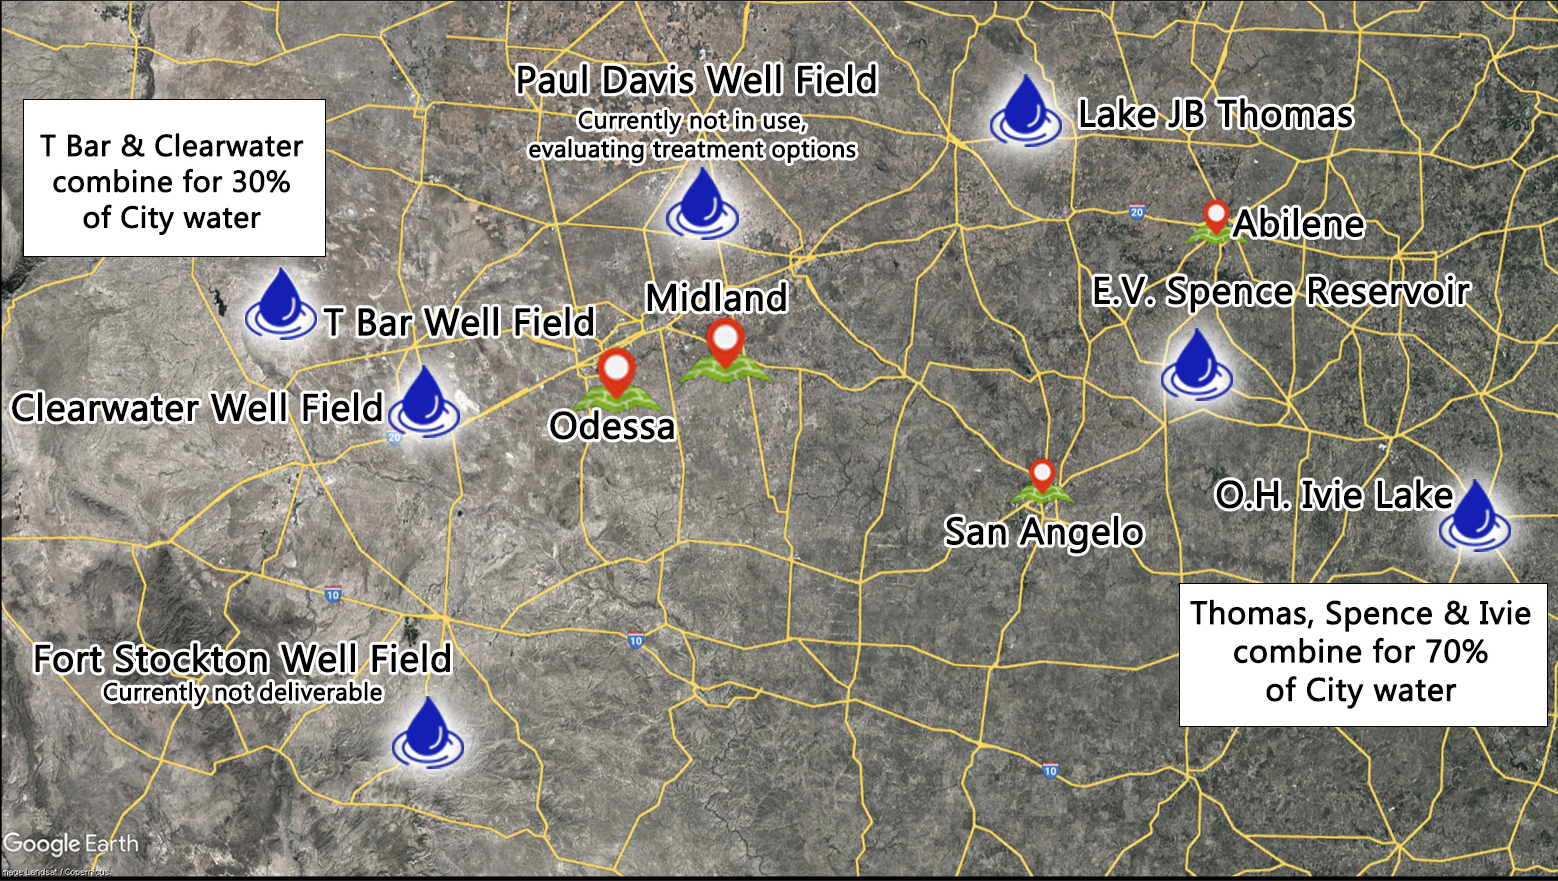 Paul Davis Well Field
Currently not in use,
evaluating treatment options
Lake JB Thomas
T Bar & Clearwater
combine for 30%
of City water
20
Abilene
E.V. Spence Reservoir
Midland
T Bar Well Field
Clearwater Well Field
20
Odessa
San Angelo
O.H. Ivie Lake
10
Thomas, Spence & Ivie
combine for 70%
of City water
10
Fort Stockton Well Field
Currently not deliverable
10
Google Earth
mage Landsat / Copernicus